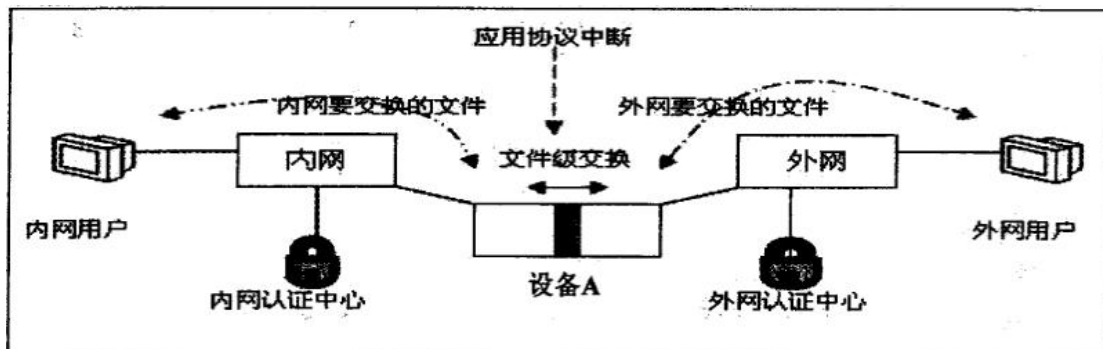 应用协议中断
内网要交换的文件
外网要交换的文件
内网
文件级交换
外网
内网用户
设备A
外网用户
内网认证中心
外网认证中心